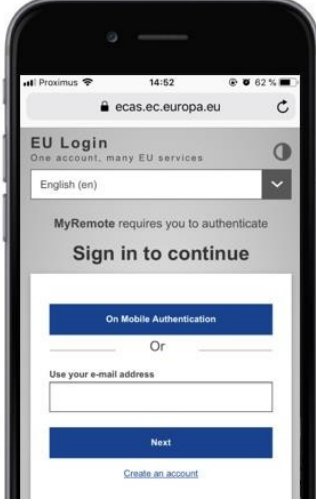 Proximus 14:52 62 %
ecas.ec.europa.eu
EU Login
One account, many EU services
English (en)
MyRemote requires you to authenticate
Sign in to continue
On Mobile Authentication
Or
Use your e-mail address
Next
Create an account